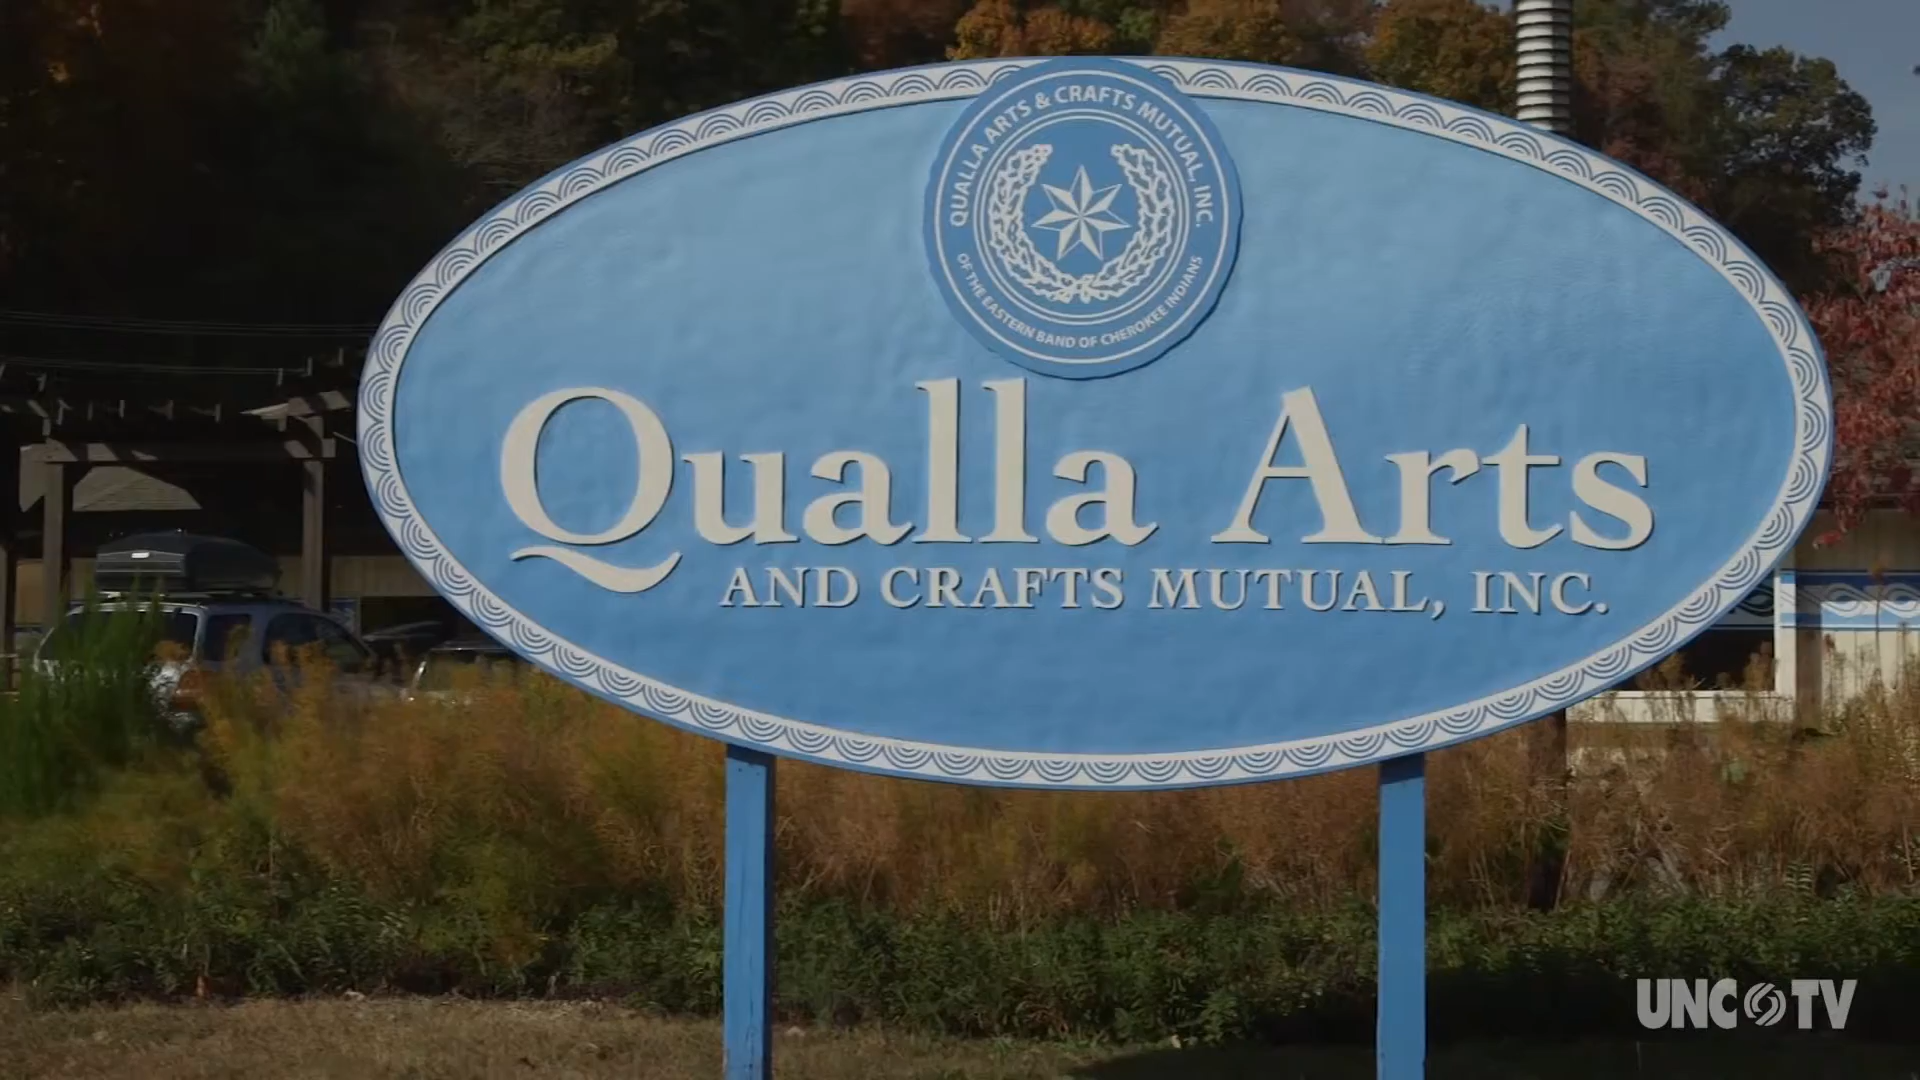 QUALLA ARTS & CRAFTS MUTUAL, INC.
OF THE EASTERN BAND OF CHEROKEE INDIANS
Qualla Arts
AND CRAFTS MUTUAL, INC.
UNC TV